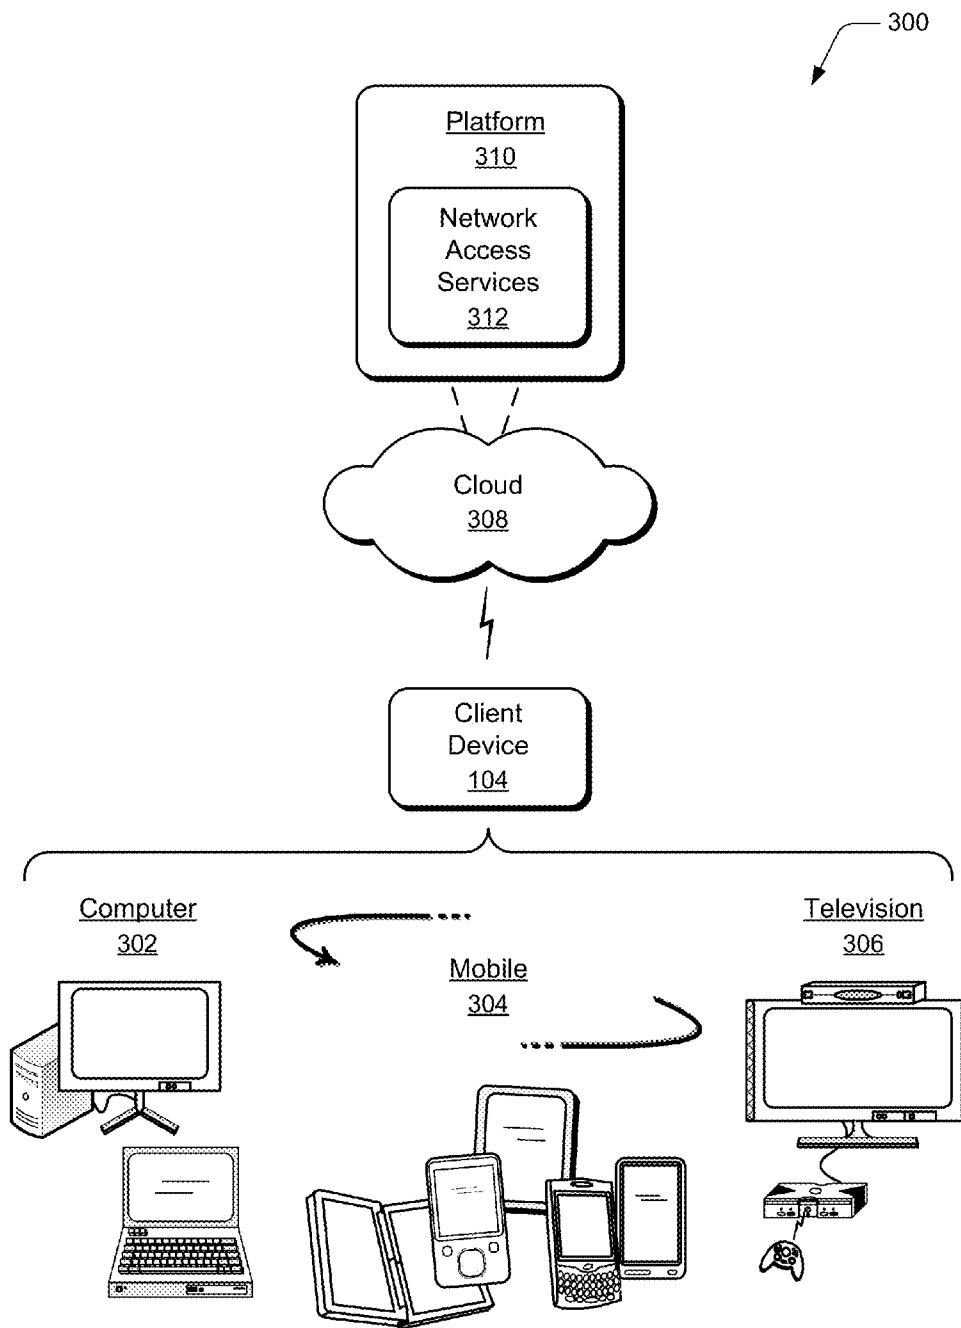 300
Platform
310
Network
Access
Services
312
Cloud
308
Client
Device
104
Computer
302
Mobile
304
Television
306